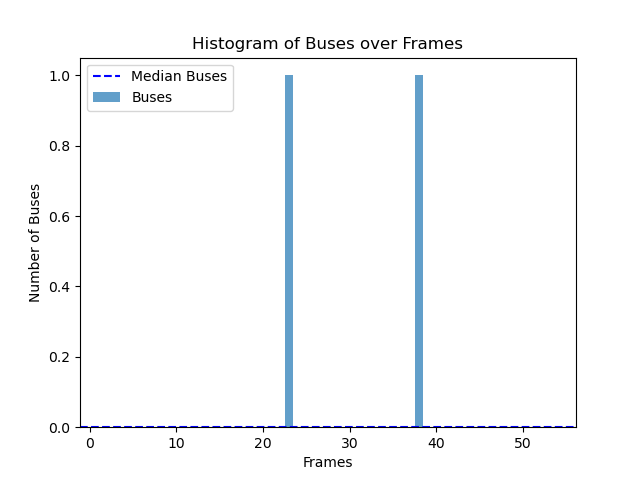 Histogram of Buses over Frames
Median Buses
Buses
Number of Buses
1.0
0.8
0.6
0.4
0.2
0.0
0 10 20 30 40 50
Frames